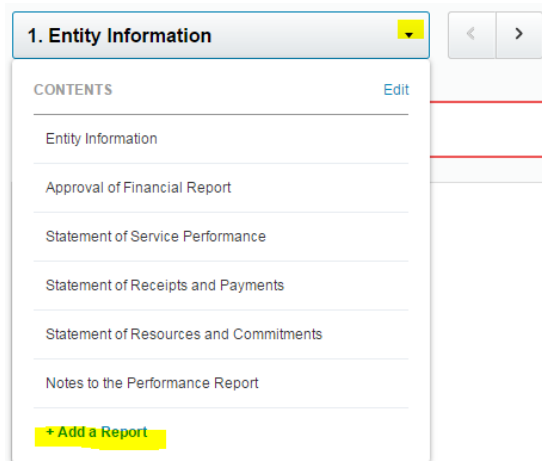 1. Entity Information
CONTENTS Edit
Entity Information
Approval of Financial Report
Statement of Service Performance
Statement of Receipts and Payments
Statement of Resources and Commitments
Notes to the Performance Report
+ Add a Report